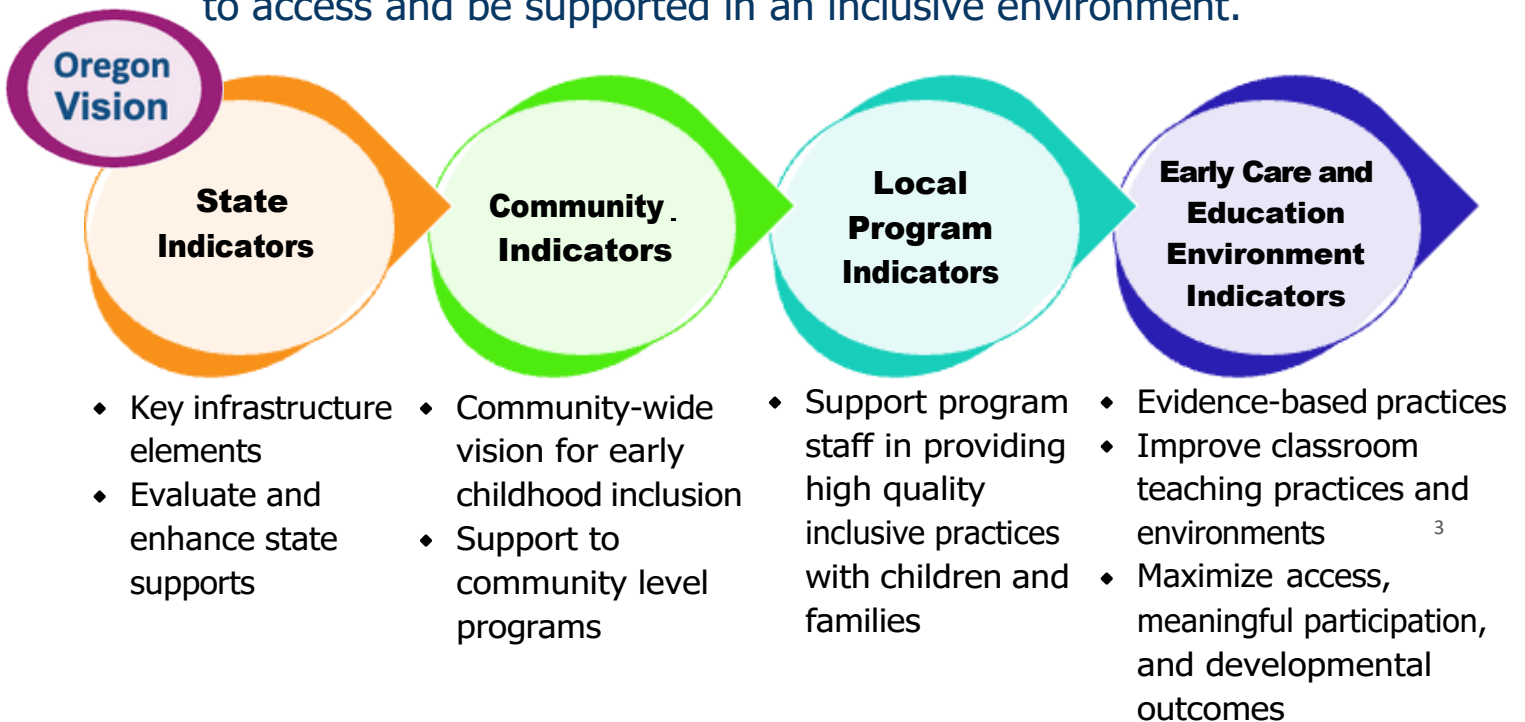 to access and be supported in an inclusive environment.
Oregon
Vision
State
Indicators
Community
Indicators
Local
Program
Indicators
Early Care and
Education
Environment
Indicators
• Key infrastructure
elements
• Evaluate and
enhance state
supports
• Community-wide
vision for early
childhood inclusion
• Support to
community level
programs
• Support program
staff in providing
high quality
inclusive practices
with children and
families
• Evidence-based practices
• Improve classroom
teaching practices and
environments
• Maximize access,
meaningful participation,
and developmental
outcomes
3